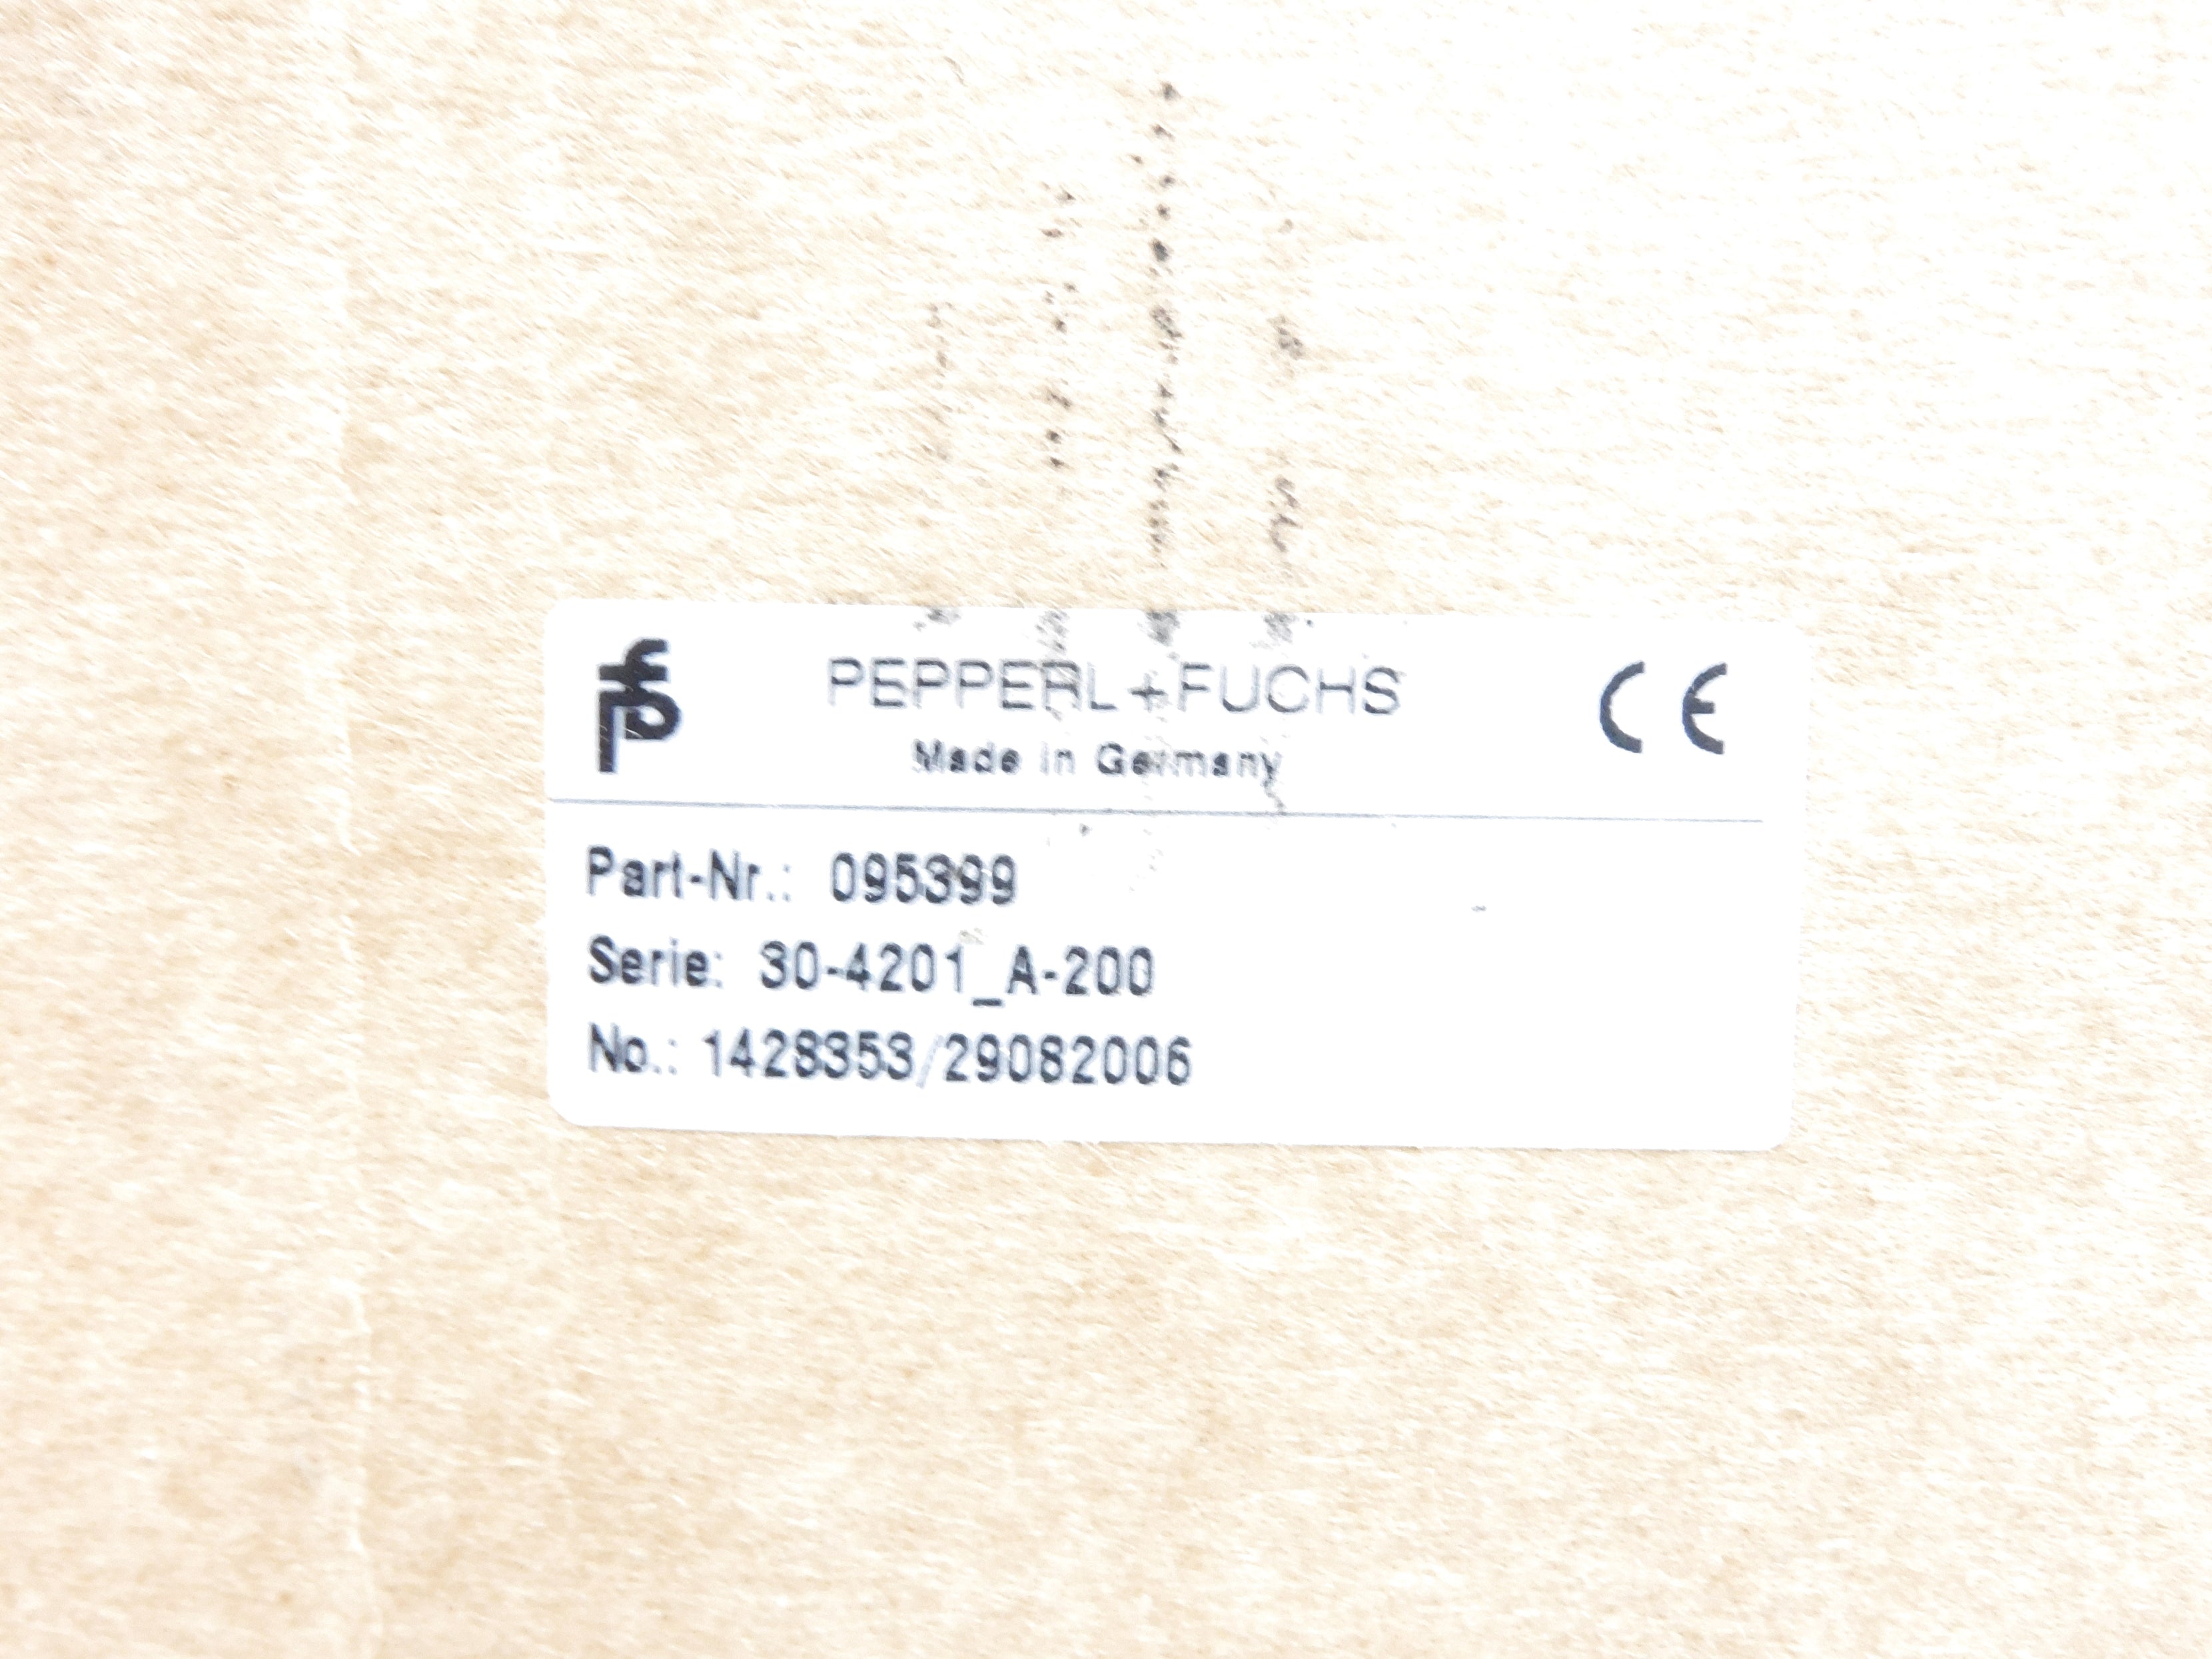 PEPPERL+FUCHS
Made in Germany
CE
Part-Nr.: 095399
Serie: 30-4201_A-200
No.: 1428353/29082006